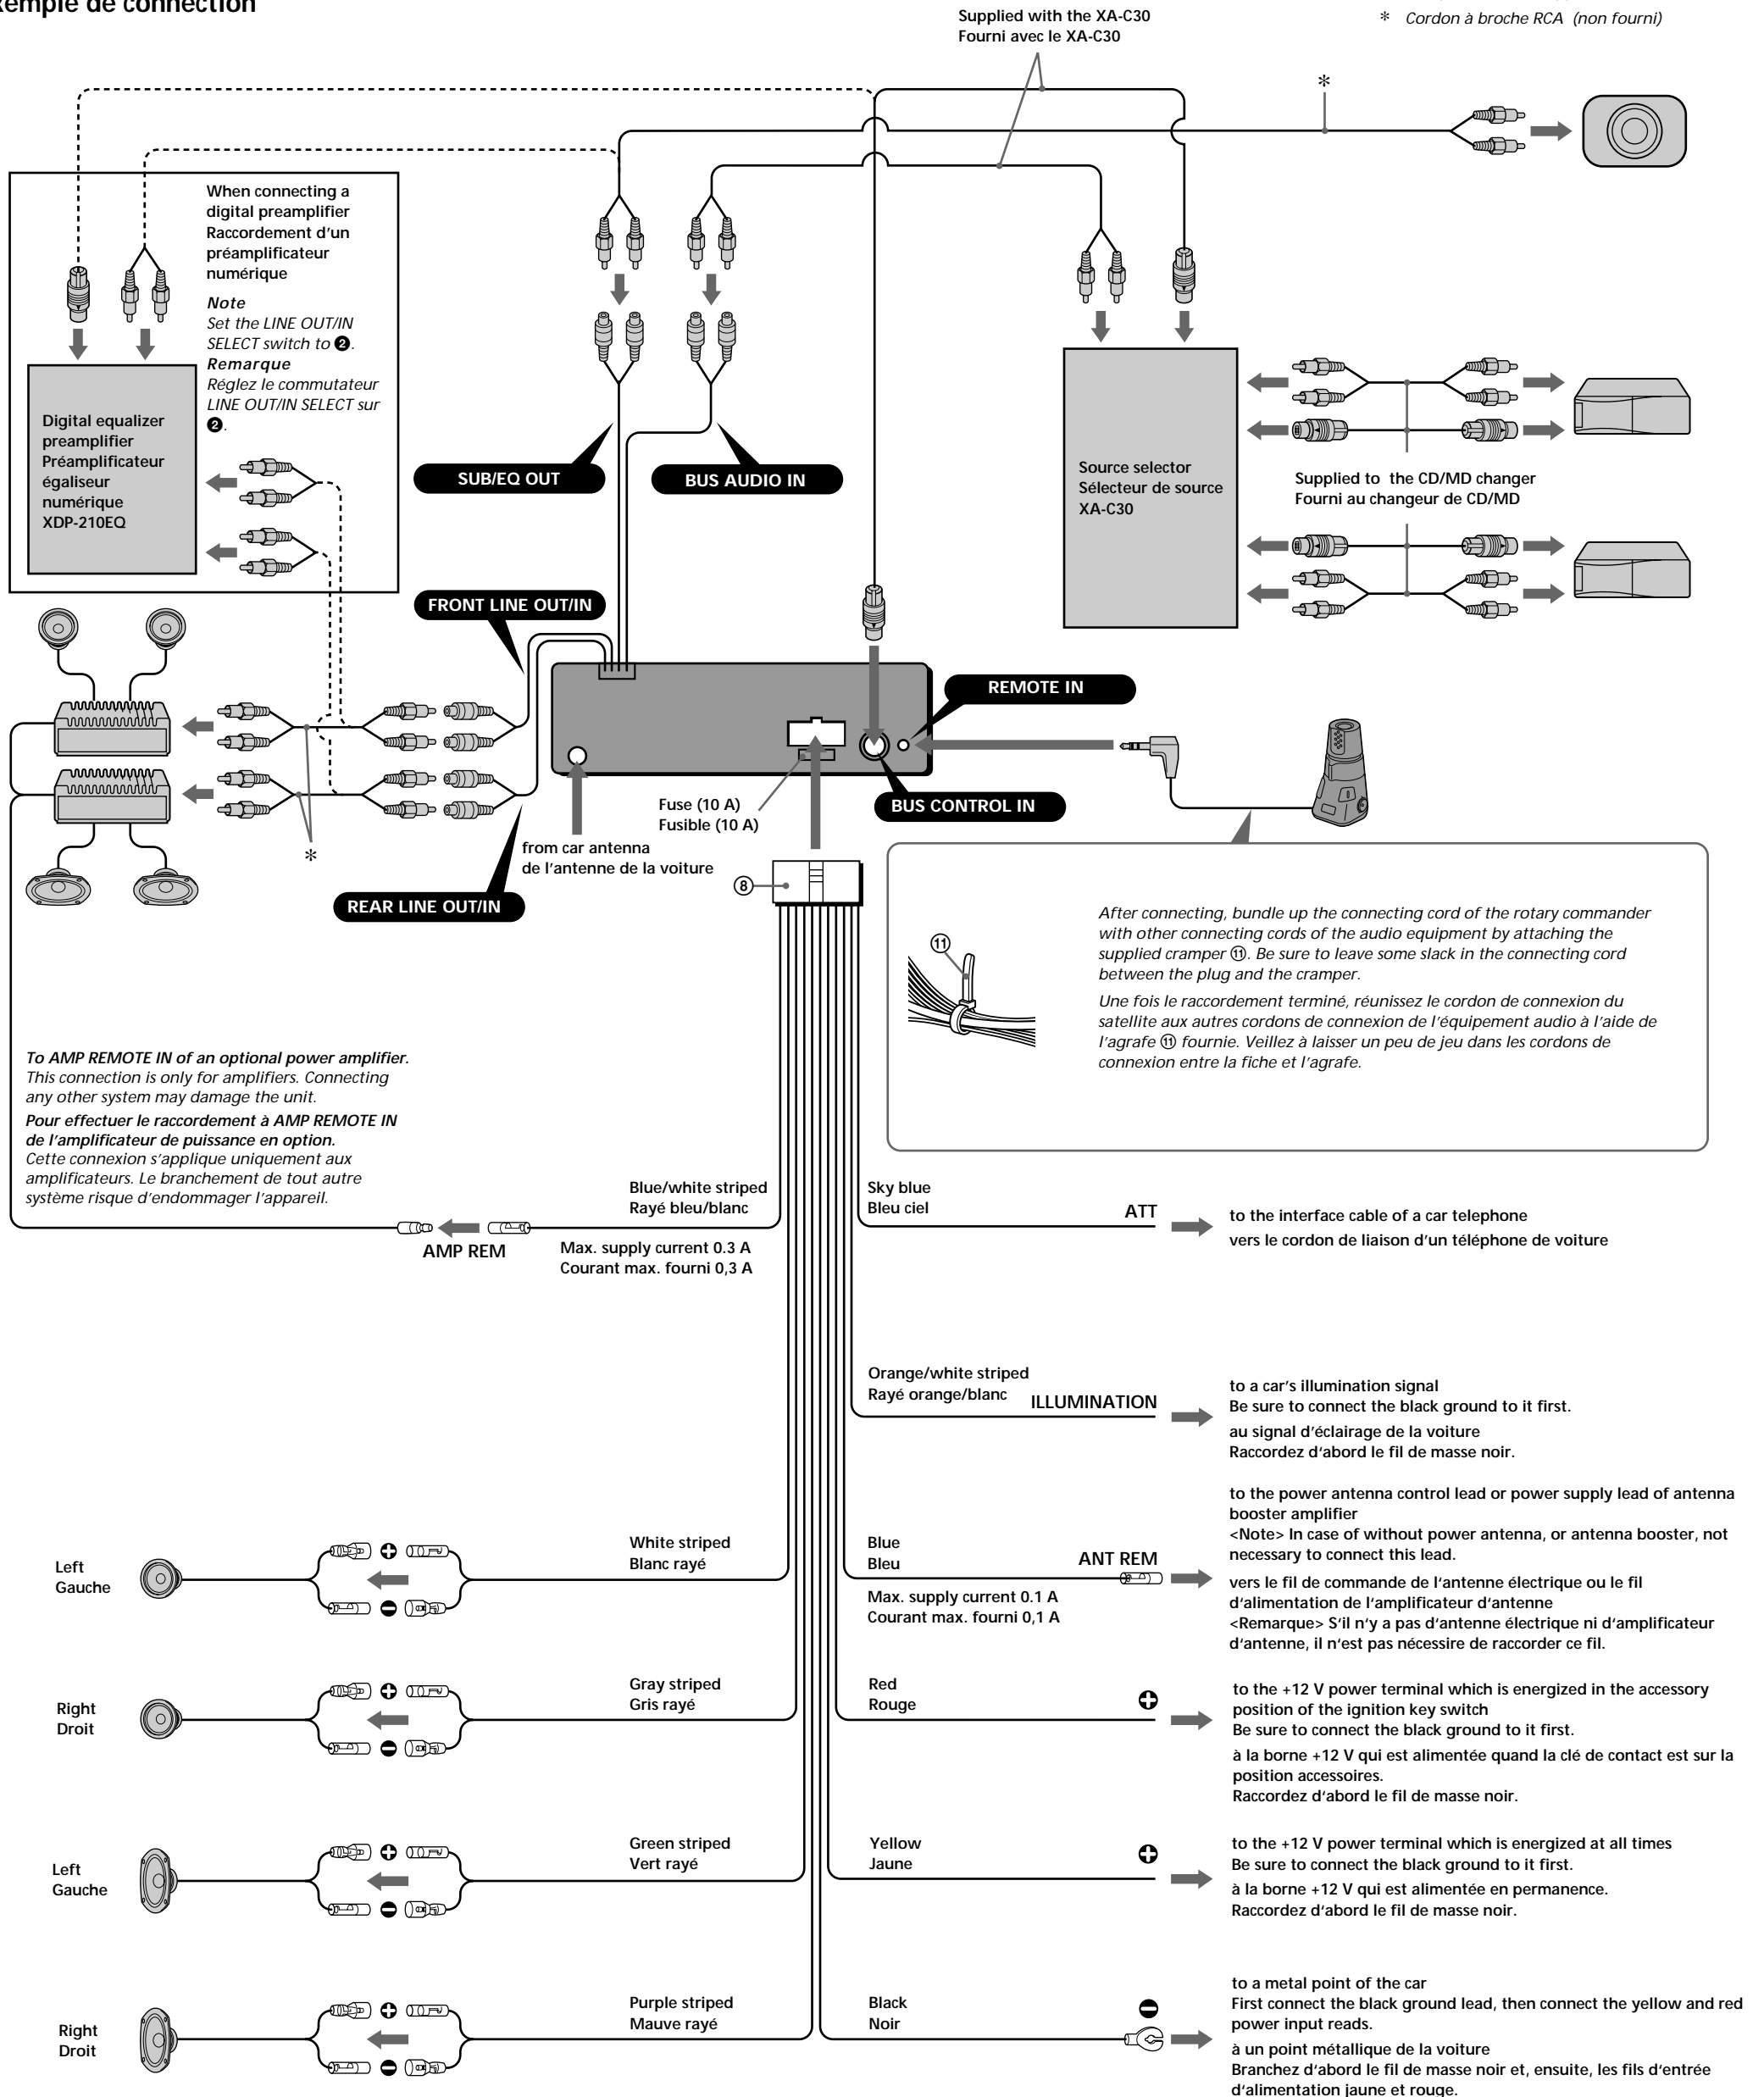 Exemple de connection
Supplied with the XA-C30
Fourni avec le XA-C30
* Cordon à broche RCA (non fourni)
*
When connecting a
digital preamplifier
Raccordement d'un
préamplificateur
numérique
Note
Set the LINE OUT/IN
SELECT switch to ❷.
Remarque
Réglez le commutateur
LINE OUT/IN SELECT sur
❷.
Digital equalizer
preamplifier
Préamplificateur
égaliseur
numérique
XDP-210EQ
SUB/EQ OUT
BUS AUDIO IN
Source selector
Sélecteur de source
XA-C30
Supplied to the CD/MD changer
Fourni au changeur de CD/MD
FRONT LINE OUT/IN
REMOTE IN
BUS CONTROL IN
Fuse (10 A)
Fusible (10 A)
*
from car antenna
de l'antenne de la voiture
REAR LINE OUT/IN
⑧
⑪
After connecting, bundle up the connecting cord of the rotary commander
with other connecting cords of the audio equipment by attaching the
supplied cramper ⑪. Be sure to leave some slack in the connecting cord
between the plug and the cramper.
Une fois le raccordement terminé, réunissez le cordon de connexion du
satellite aux autres cordons de connexion de l'équipement audio à l'aide de
l'agrafe ⑪ fournie. Veillez à laisser un peu de jeu dans les cordons de
connexion entre la fiche et l'agrafe.
To AMP REMOTE IN of an optional power amplifier.
This connection is only for amplifiers. Connecting
any other system may damage the unit.
Pour effectuer le raccordement à AMP REMOTE IN
de l'amplificateur de puissance en option.
Cette connexion s'applique uniquement aux
amplificateurs. Le branchement de tout autre
système risque d'endommager l'appareil.
Blue/white striped
Rayé bleu/blanc
AMP REM
Max. supply current 0.3 A
Courant max. fourni 0,3 A
Sky blue
Bleu ciel
ATT
to the interface cable of a car telephone
vers le cordon de liaison d'un téléphone de voiture
Orange/white striped
Rayé orange/blanc
ILLUMINATION
to a car's illumination signal
Be sure to connect the black ground to it first.
au signal d'éclairage de la voiture
Raccordez d'abord le fil de masse noir.
Left
Gauche
+
−
White striped
Blanc rayé
Blue
Bleu
ANT REM
Max. supply current 0.1 A
Courant max. fourni 0,1 A
to the power antenna control lead or power supply lead of antenna
booster amplifier
<Note> In case of without power antenna, or antenna booster, not
necessary to connect this lead.
vers le fil de commande de l'antenne électrique ou le fil
d'alimentation de l'amplificateur d'antenne
<Remarque> S'il n'y a pas d'antenne électrique ni d'amplificateur
d'antenne, il n'est pas nécessire de raccorder ce fil.
Right
Droit
+
−
Gray striped
Gris rayé
Red
Rouge
+
to the +12 V power terminal which is energized in the accessory
position of the ignition key switch
Be sure to connect the black ground to it first.
à la borne +12 V qui est alimentée quand la clé de contact est sur la
position accessoires.
Raccordez d'abord le fil de masse noir.
Left
Gauche
+
−
Green striped
Vert rayé
Yellow
Jaune
+
to the +12 V power terminal which is energized at all times
Be sure to connect the black ground to it first.
à la borne +12 V qui est alimentée en permanence.
Raccordez d'abord le fil de masse noir.
Right
Droit
+
−
Purple striped
Mauve rayé
Black
Noir
−
to a metal point of the car
First connect the black ground lead, then connect the yellow and red
power input reads.
à un point métallique de la voiture
Branchez d'abord le fil de masse noir et, ensuite, les fils d'entrée
d'alimentation jaune et rouge.